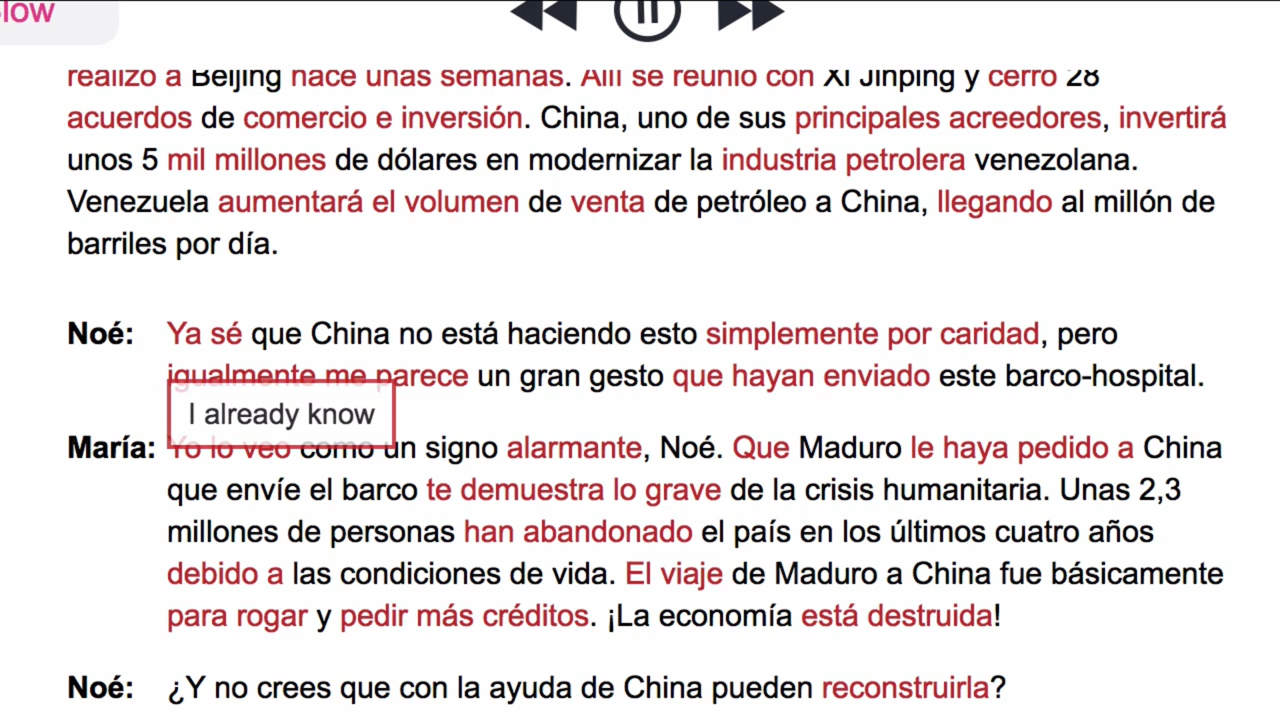 low
realizó a Beijing hace unas semanas. Allí se reunió con Xi Jinping y cerró 28
acuerdos de comercio e inversión. China, uno de sus principales acreedores, invertirá
unos 5 mil millones de dólares en modernizar la industria petrolera venezolana.
Venezuela aumentará el volumen de venta de petróleo a China, llegando al millón de
barriles por día.
Noé: Ya sé que China no está haciendo esto simplemente por caridad, pero
igualmente me parece un gran gesto que hayan enviado este barco-hospital.
I already know
María: Yo lo veo como un signo alarmante, Noé. Que Maduro le haya pedido a China
que envíe el barco te demuestra lo grave de la crisis humanitaria. Unas 2,3
millones de personas han abandonado el país en los últimos cuatro años
debido a las condiciones de vida. El viaje de Maduro a China fue básicamente
para rogar y pedir más créditos. ¡La economía está destruida!
Noé: ¿Y no crees que con la ayuda de China pueden reconstruirla?